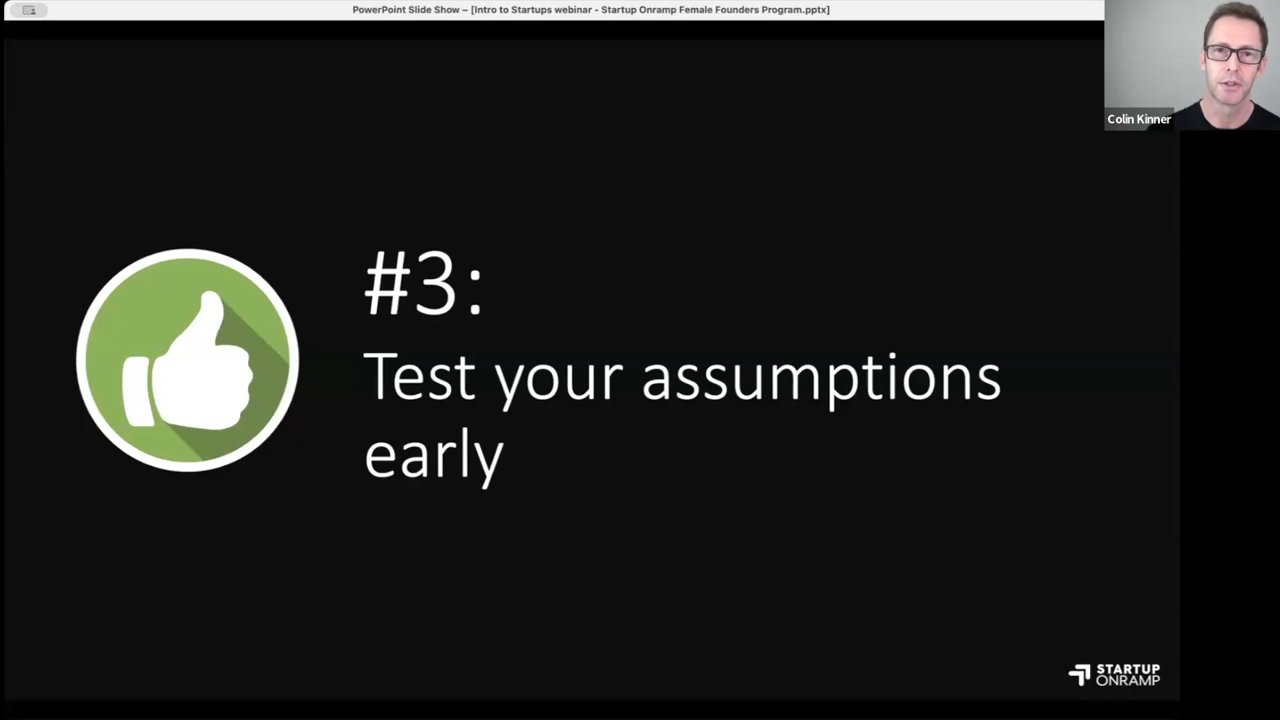 PowerPoint Slide Show – [Intro to Startups webinar - Startup Onramp Female Founders Program.pptx]
Colin Kinner
#3:
Test your assumptions
early
STARTUP
ONRAMP